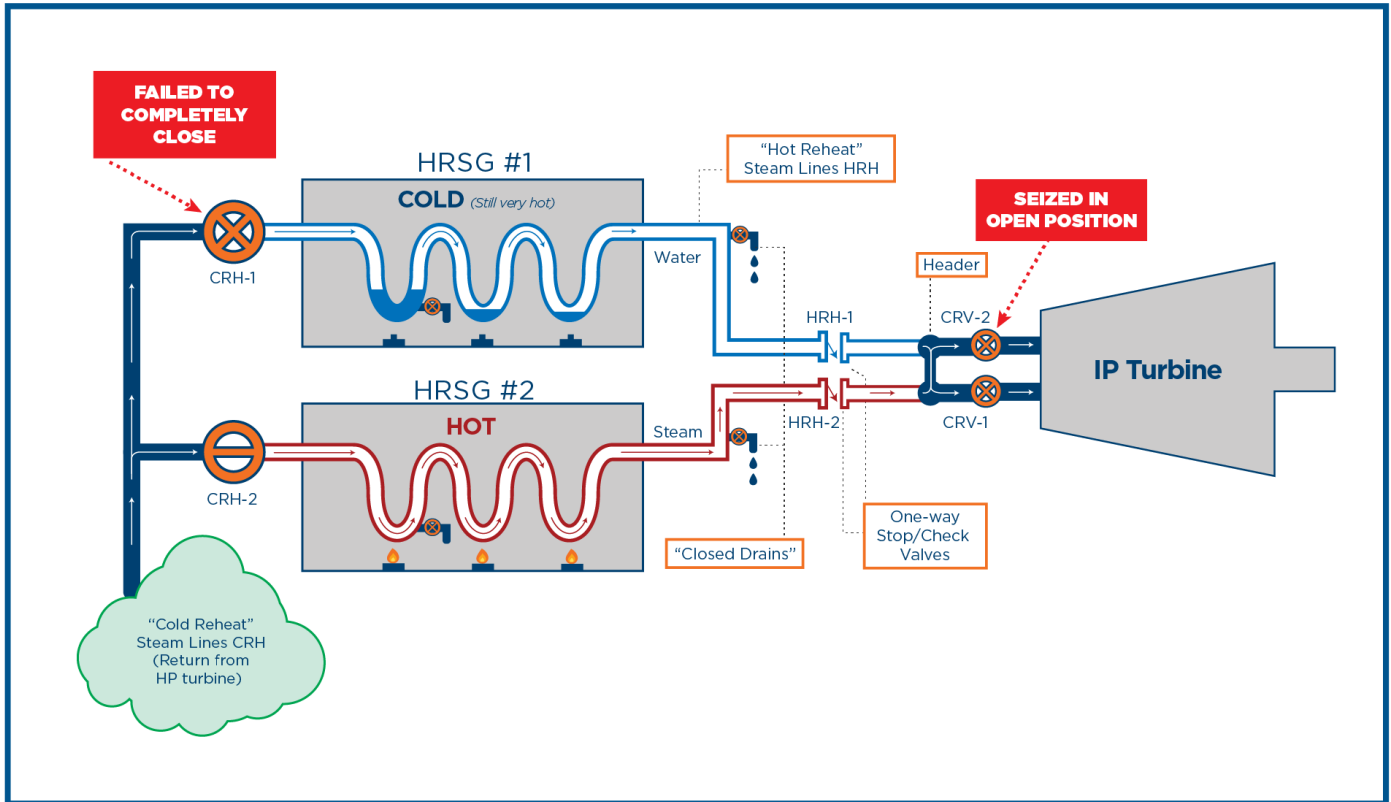 FAILED TO
COMPLETELY
CLOSE
HRSG #1
COLD (Still very hot)
CRH-1
Water
“Hot Reheat”
Steam Lines HRH
SEIZED IN
OPEN POSITION
Header
HRH-1
CRV-2
IP Turbine
HRSG #2
HOT
CRH-2
Steam
HRH-2
CRV-1
“Closed Drains”
One-way
Stop/Check
Valves
“Cold Reheat”
Steam Lines CRH
(Return from
HP turbine)